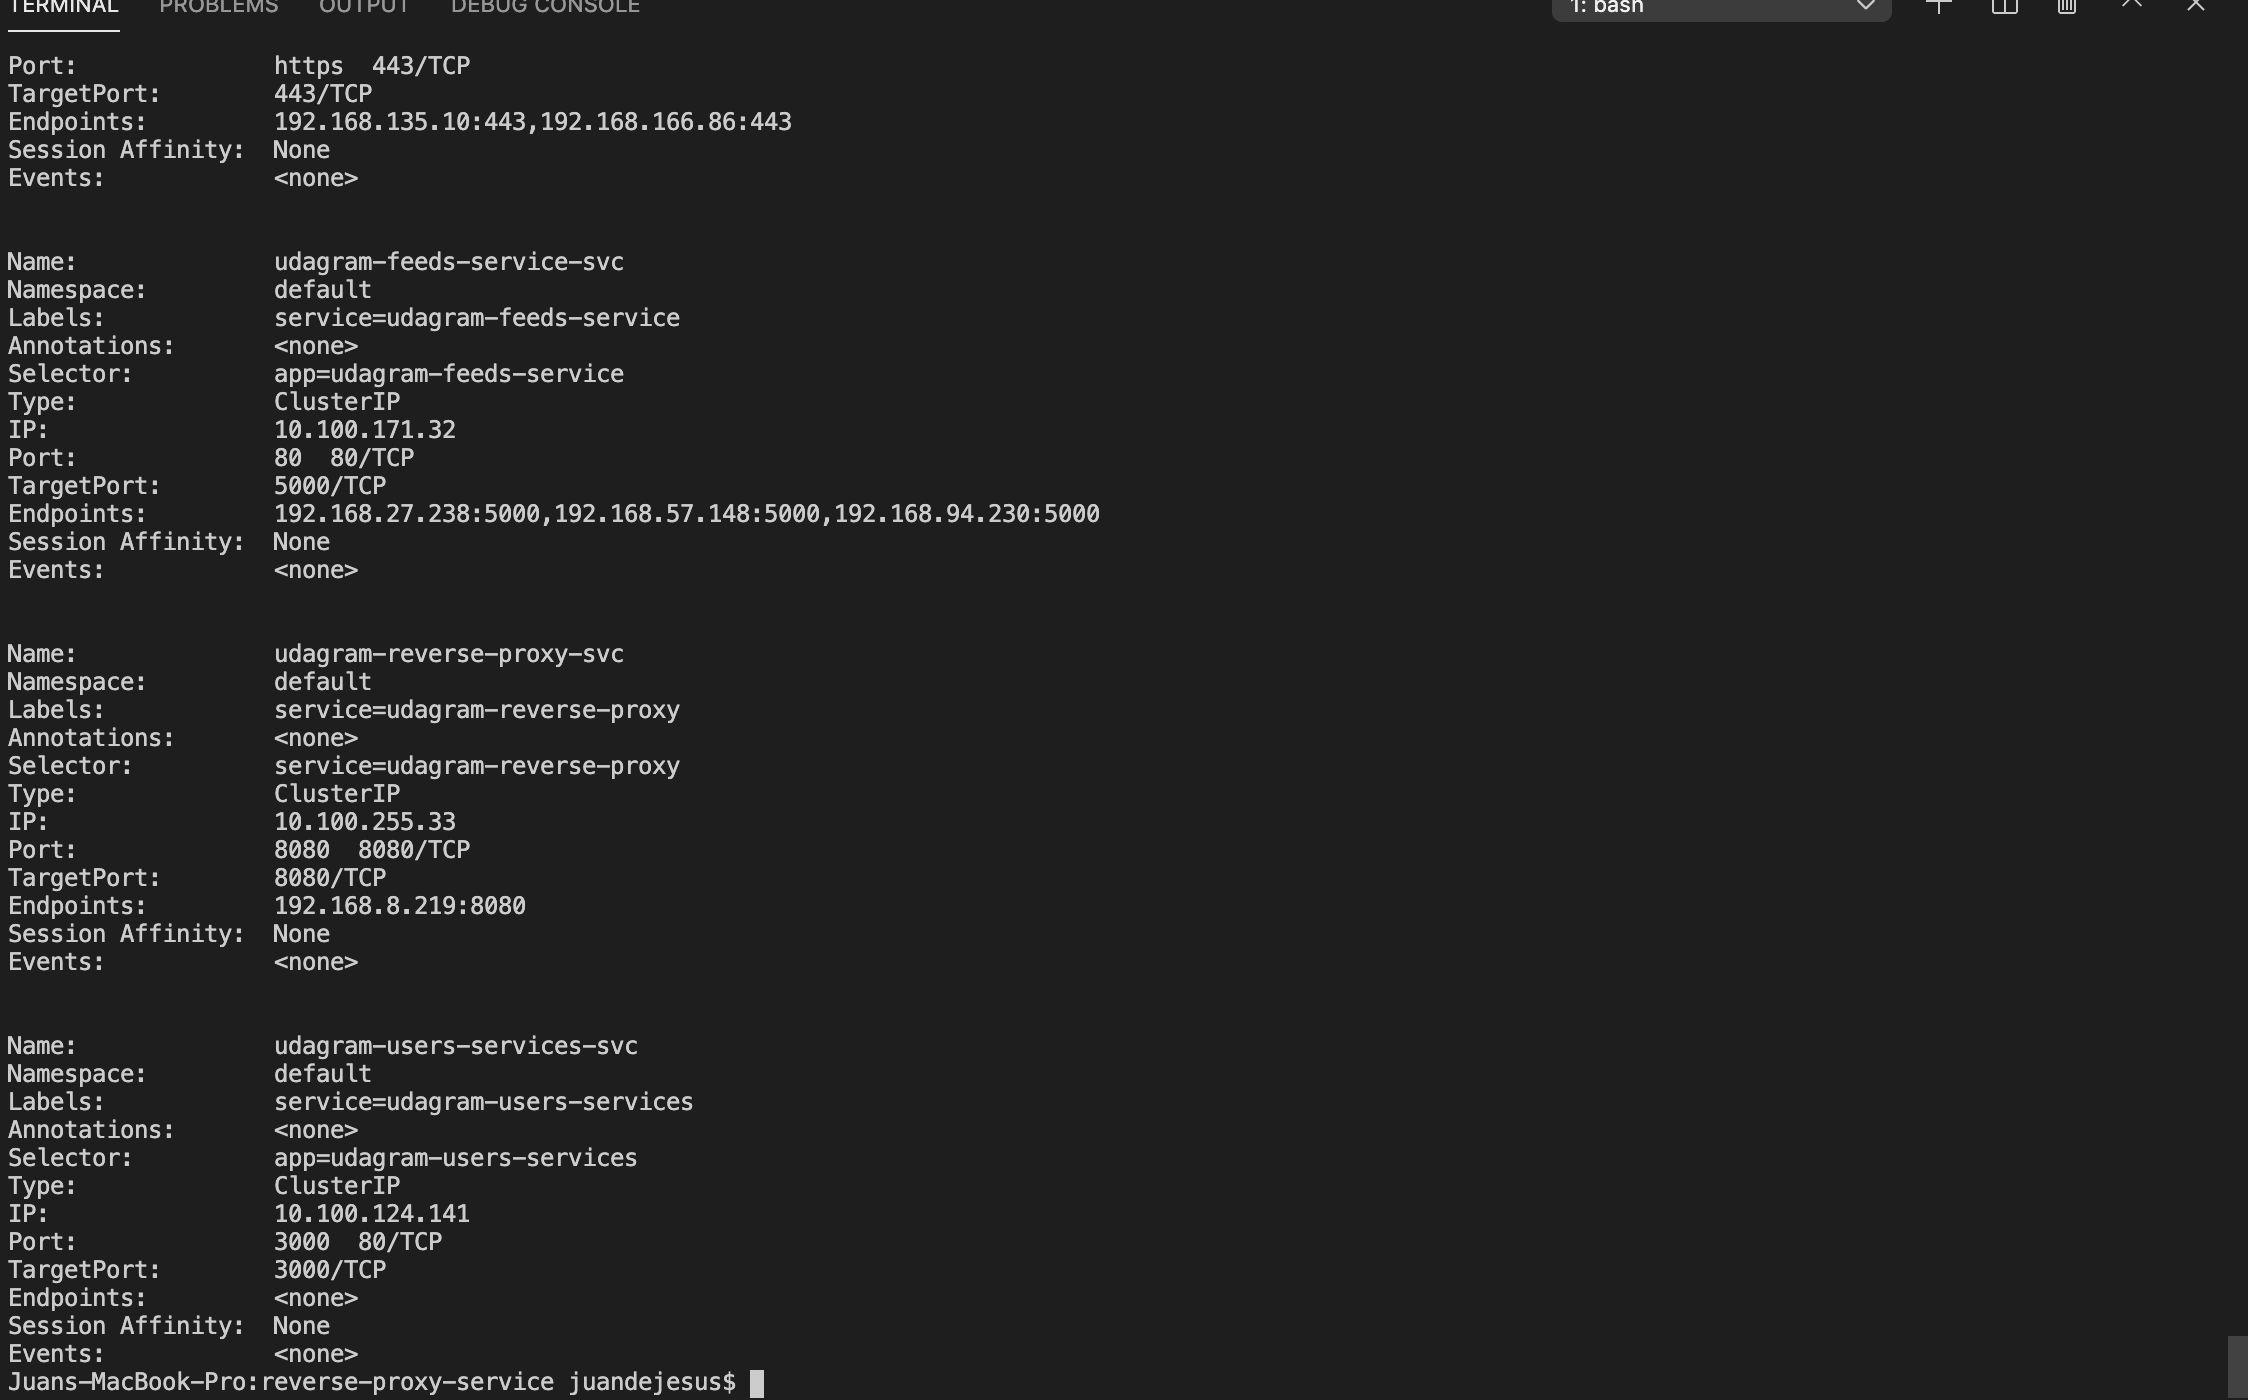 TERMINAL PROBLEMS OUTPUT DEBUG CONSOLE 1: bash
Port: https 443/TCP
TargetPort: 443/TCP
Endpoints: 192.168.135.10:443,192.168.166.86:443
Session Affinity: None
Events: <none>
Name: udagram-feeds-service-svc
Namespace: default
Labels: service=udagram-feeds-service
Annotations: <none>
Selector: app=udagram-feeds-service
Type: ClusterIP
IP: 10.100.171.32
Port: 80 80/TCP
TargetPort: 5000/TCP
Endpoints: 192.168.27.238:5000,192.168.57.148:5000,192.168.94.230:5000
Session Affinity: None
Events: <none>
Name: udagram-reverse-proxy-svc
Namespace: default
Labels: service=udagram-reverse-proxy
Annotations: <none>
Selector: service=udagram-reverse-proxy
Type: ClusterIP
IP: 10.100.255.33
Port: 8080 8080/TCP
TargetPort: 8080/TCP
Endpoints: 192.168.8.219:8080
Session Affinity: None
Events: <none>
Name: udagram-users-services-svc
Namespace: default
Labels: service=udagram-users-services
Annotations: <none>
Selector: app=udagram-users-services
Type: ClusterIP
IP: 10.100.124.141
Port: 3000 80/TCP
TargetPort: 3000/TCP
Endpoints: <none>
Session Affinity: None
Events: <none>
Juans-MacBook-Pro:reverse-proxy-service juandejesus$